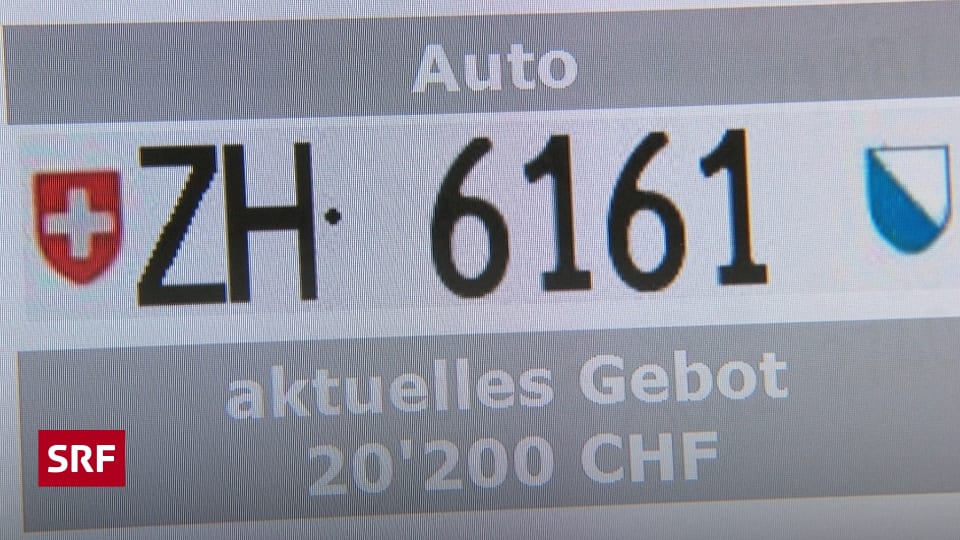 Auto
ZH· 6161
aktuelles Gebot
20'200 CHF
SRF